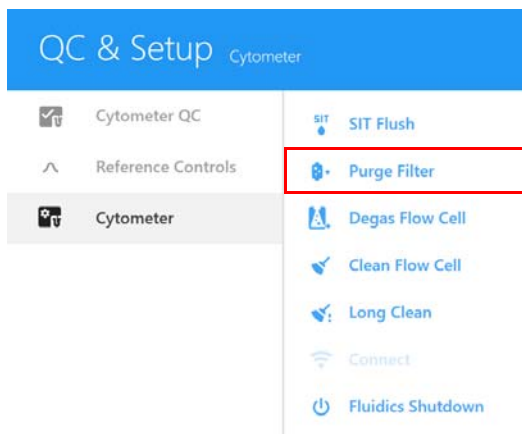 QC & Setup Cytometer
Cytometer QC
Reference Controls
Cytometer
SIT
SIT Flush
Purge Filter
Degas Flow Cell
Clean Flow Cell
Long Clean
Connect
Fluidics Shutdown